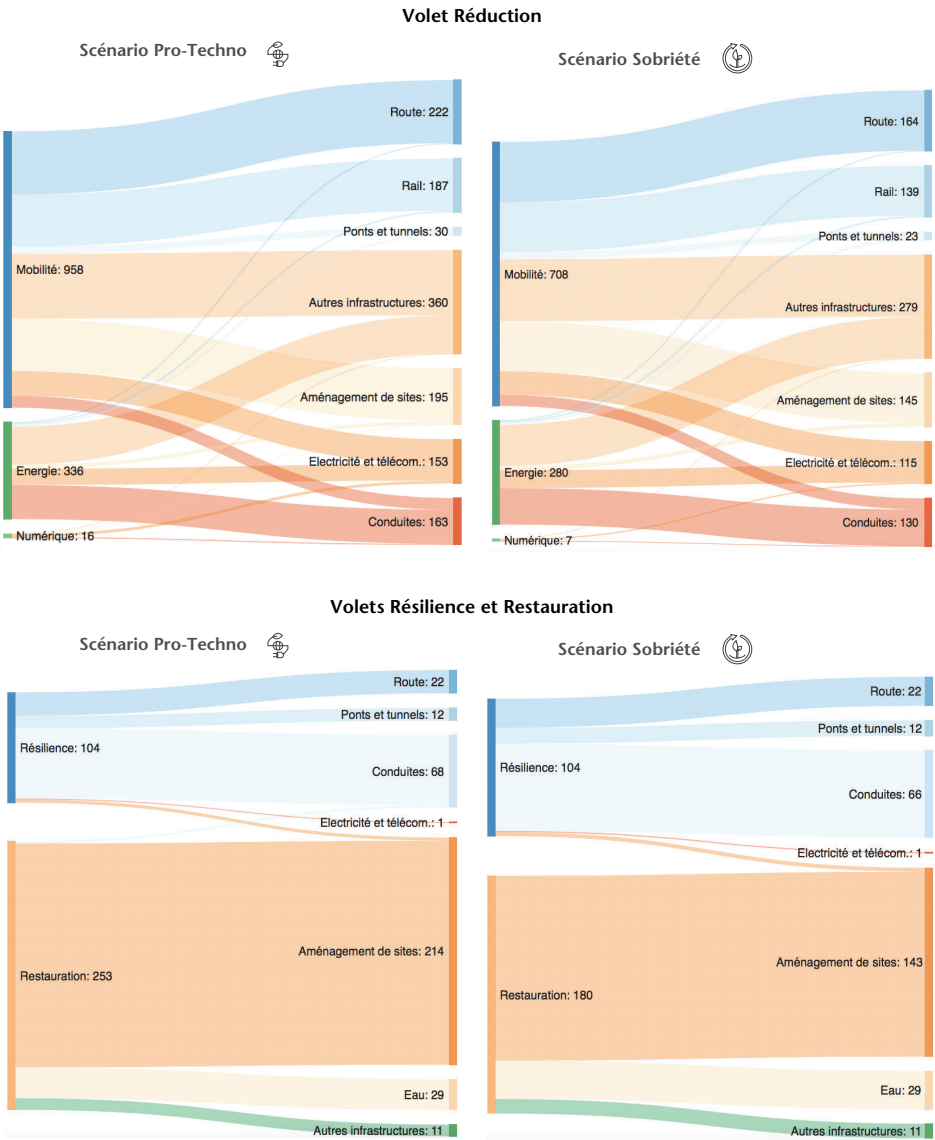 Volet Réduction
Scénario Pro-Techno
Route: 222
Rail: 187
Ponts et tunnels: 30
Mobilité: 958
Autres infrastructures: 360
Aménagement de sites: 195
Electricité et télécom.: 153
Energie: 336
Conduites: 163
Numérique: 16
Scénario Sobriété
Route: 164
Rail: 139
Ponts et tunnels: 23
Mobilité: 708
Autres infrastructures: 279
Aménagement de sites: 145
Electricité et télécom.: 115
Energie: 280
Conduites: 130
Numérique: 7
Volets Résilience et Restauration
Scénario Pro-Techno
Route: 22
Ponts et tunnels: 12
Résilience: 104
Conduites: 68
Electricité et télécom.: 1
Aménagement de sites: 214
Restauration: 253
Eau: 29
Autres infrastructures: 11
Scénario Sobriété
Route: 22
Ponts et tunnels: 12
Résilience: 104
Conduites: 66
Electricité et télécom.: 1
Aménagement de sites: 143
Restauration: 180
Eau: 29
Autres infrastructures: 11